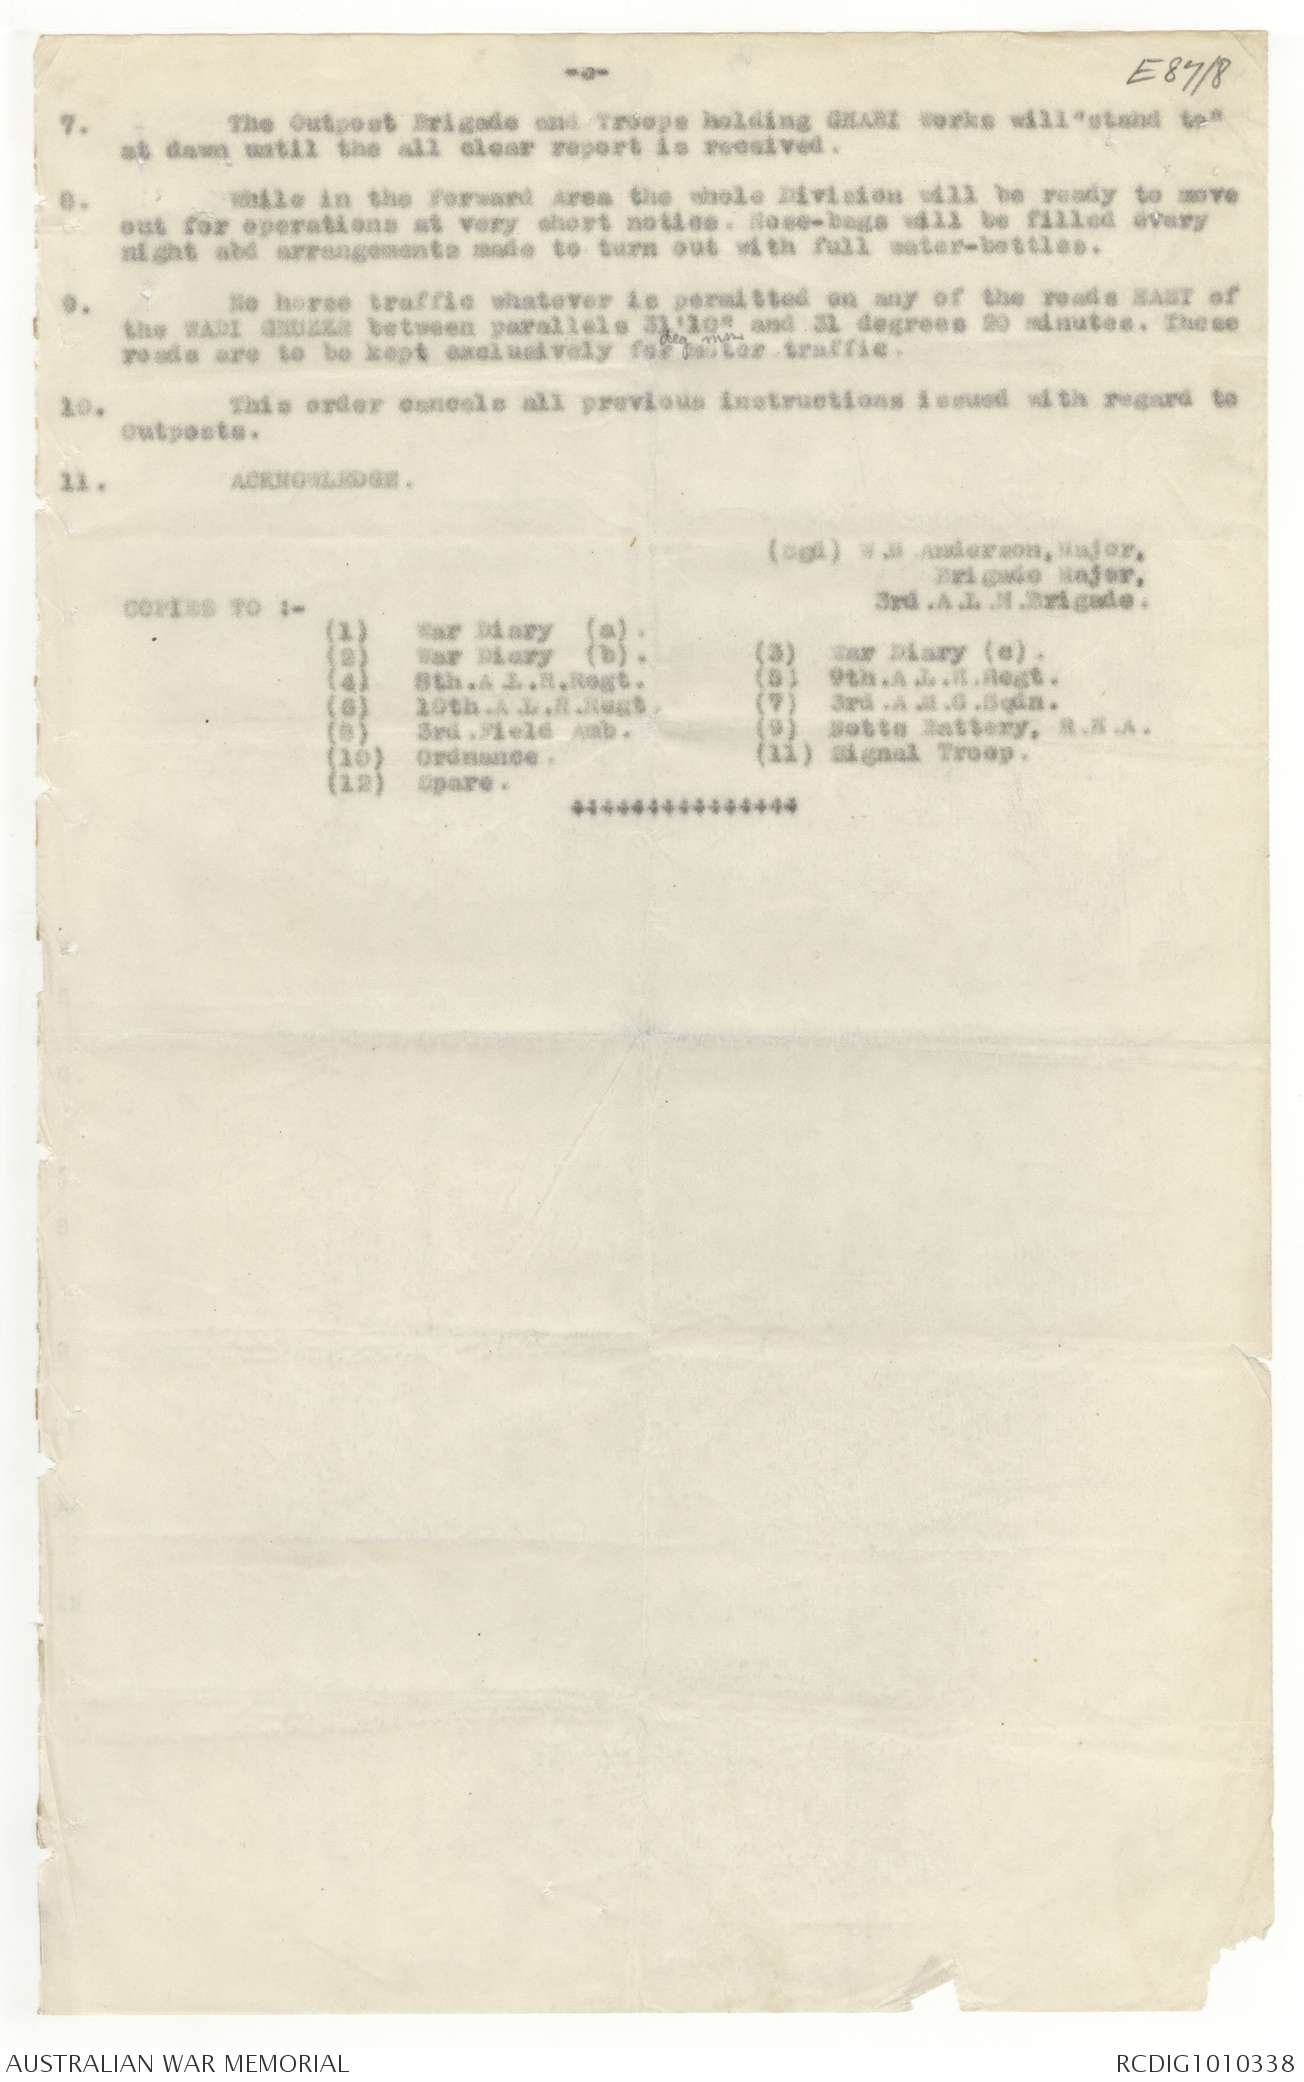 E87/8
7. The Outpost Brigade and Troops holding GHABI Works will "stand to"
at dawn until the all clear report is received.
8. While in the Forward Area the whole Division will be ready to move
out for operations at very short notice. Nose-bags will be filled every
night abd arrangements made to turn out with full water-bottles.
9. No horse traffic whatever is permitted on any of the roads EAST of
the WADI GHUZZE between parallels 31'10" and 31 degrees 20 minutes. These
deg min
roads are to be kept exclusively for motor traffic.
10. This order cancels all previous instructions issued with regard to
Outposts.
11. ACKNOWLEDGE.
(Sgd) W.M Anderson, Major,
Brigade Major,
3rd.A.L.H.Brigade.
COPIES TO :-
(1) War Diary (a).
(2) War Diary (b). (3) War Diary (c).
(4) 8th.A.L.H.Regt. (5) 9th.A.L.H.Regt.
(6) 10th.A.L.H.Regt. (7) 3rd.A.M.G.Sqdn.
(8) 3rd.Field Amb. (9) Notts Battery, R.H.A.
(10) Ordnance. (11) Signal Troop.
(12) Spare.
AUSTRALIAN WAR MEMORIAL
RCDIG1010338